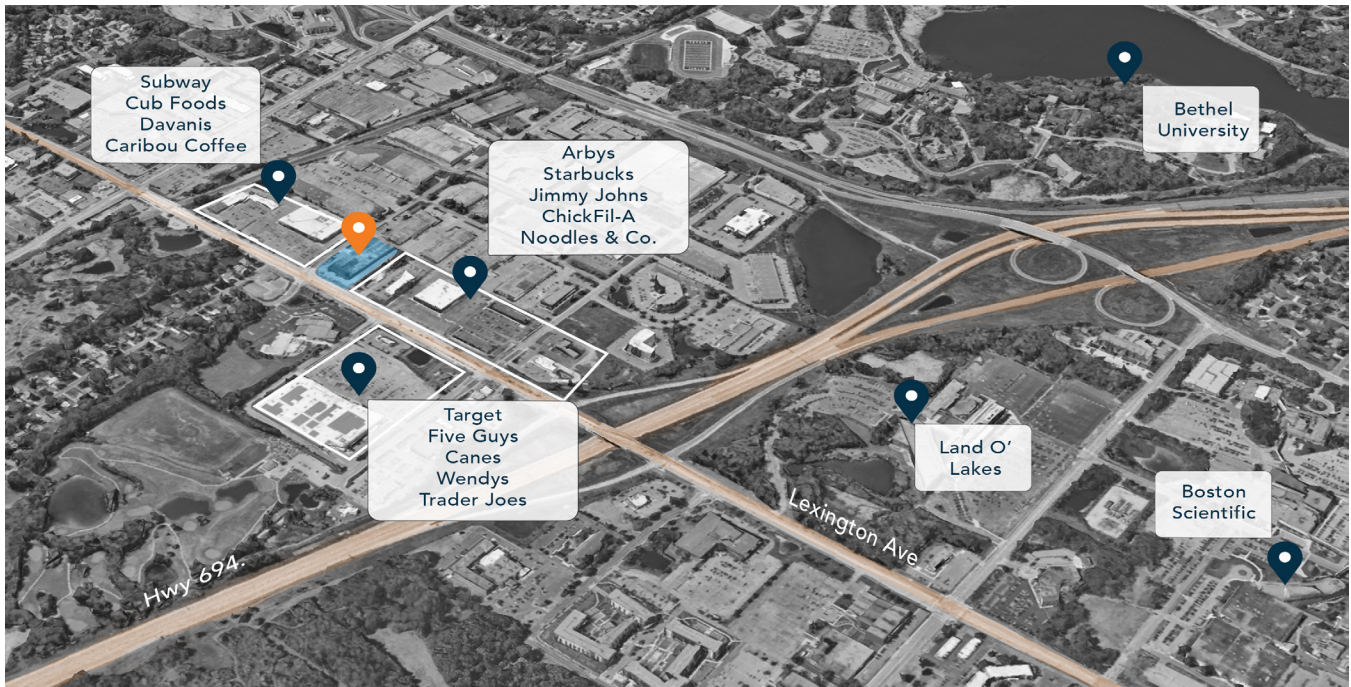 Subway
Cub Foods
Davanis
Caribou Coffee
Arbys
Starbucks
Jimmy Johns
ChickFil-A
Noodles & Co.
Bethel
University
Target
Five Guys
Canes
Wendys
Trader Joes
Land O'
Lakes
Boston
Scientific
Lexington Ave.
Hwy 694.